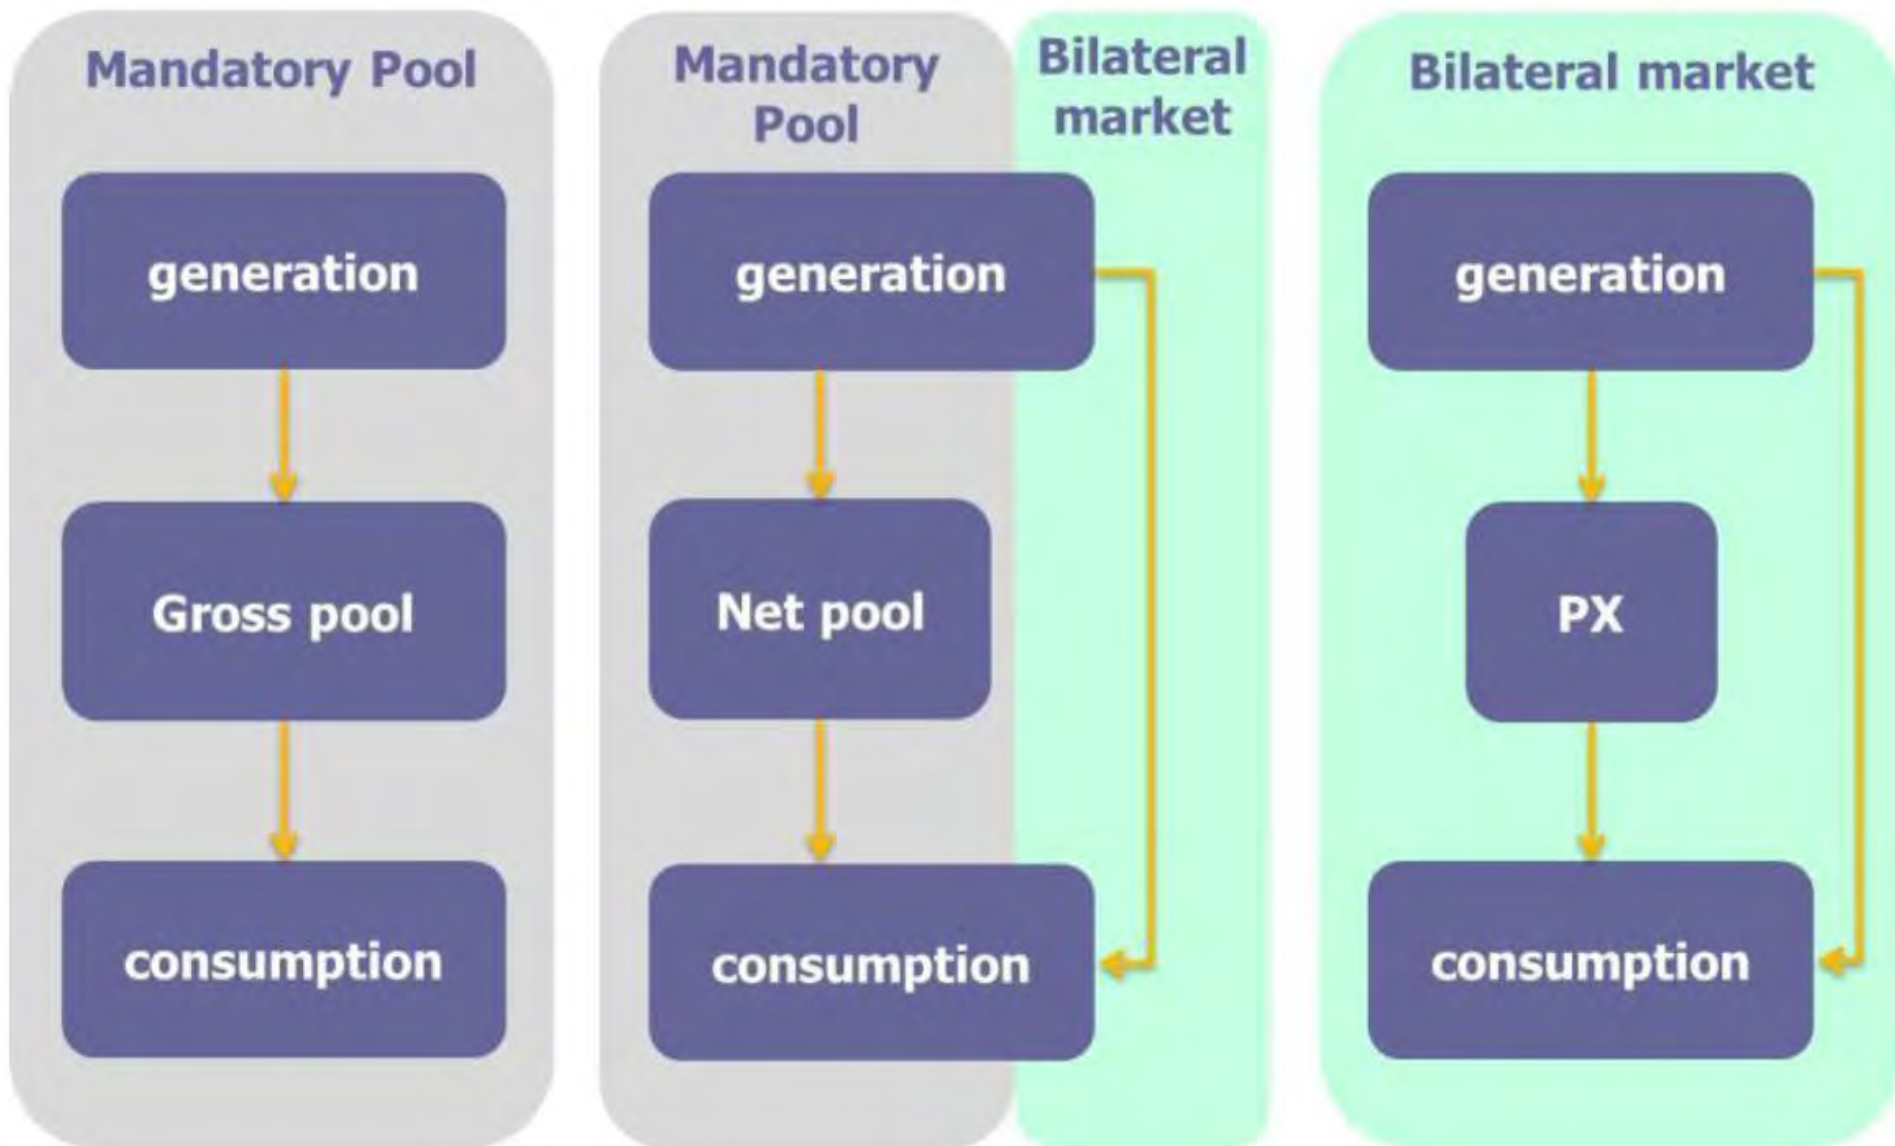 Mandatory Pool
generation
Gross pool
consumption
Mandatory
Pool
Bilateral
market
generation
Net pool
consumption
Bilateral market
generation
PX
consumption